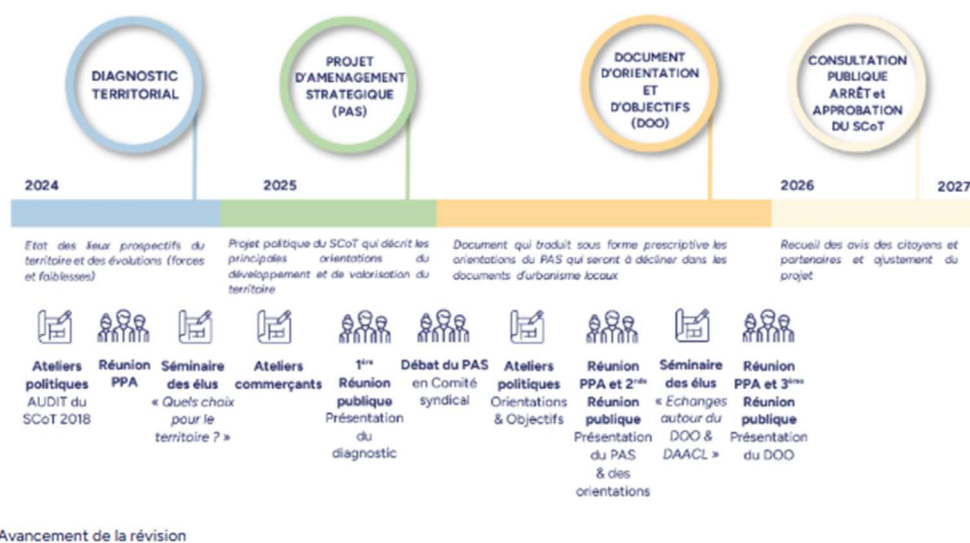 DIAGNOSTIC
TERRITORIAL
PROJET
D'AMENAGEMENT
STRATEGIQUE
(PAS)
DOCUMENT
D'ORIENTATION
ET
D'OBJECTIFS
(DOO)
CONSULTATION
PUBLIQUE
ARRÊT et
APPROBATION
DU SCoT
2024
2025
2026
2027
Etat des lieux prospectifs du
territoire et des évolutions (forces
et faiblesses)
Projet politique du SCoT qui décrit les
principales orientations du
développement et de valorisation du
territoire
Document qui traduit sous forme prescriptive les
orientations du PAS qui seront à décliner dans les
documents d'urbanisme locaux
Recueil des avis des citoyens et
partenaires et ajustement du
projet
Ateliers
politiques
AUDIT du
SCoT 2018
Réunion
PPA
Séminaire
des élus
« Quels choix
pour le
territoire ? »
Ateliers
commerçants
1ère
Réunion
publique
Présentation
du
diagnostic
Débat du PAS
en Comité
syndical
Ateliers
politiques
Orientations
& Objectifs
Réunion
PPA et 2nde
Réunion
publique
Présentation
du PAS
& des
orientations
Séminaire
des élus
« Echanges
autour du
DOO &
DAACL »
Réunion
PPA et 3ème
Réunion
publique
Présentation
du DOO
Avancement de la révision